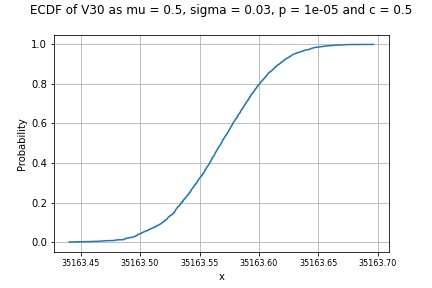 ECDF of V30 as mu = 0.5, sigma = 0.03, p = 1e-05 and c = 0.5
1.0
0.8
0.6
0.4
0.2
0.0
Probability
35163.45 35163.50 35163.55 35163.60 35163.65 35163.70
x